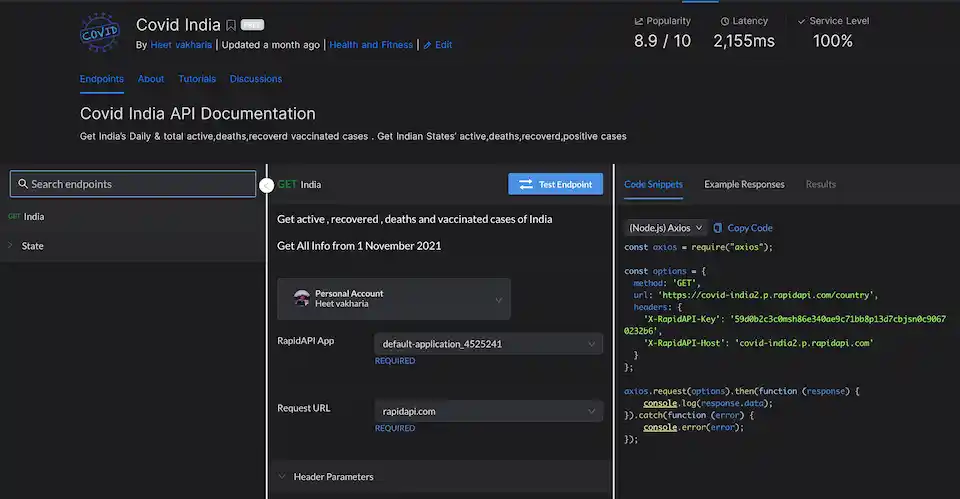 COVID
Covid India FREE
By Heet vakharia | Updated a month ago | Health and Fitness | Edit
Popularity
8.9 / 10
Latency
2,155ms
Service Level
100%
Endpoints About Tutorials Discussions
Covid India API Documentation
Get India's Daily & total active,deaths,recoverd vaccinated cases . Get Indian States' active,deaths,recoverd,positive cases
Search endpoints
GET India
State
GET India
Test Endpoint
Get active , recovered , deaths and vaccinated cases of India
Get All Info from 1 November 2021
Personal Account
Heet vakharia
RapidAPI App
default-application_4525241
REQUIRED
Request URL
rapidapi.com
REQUIRED
Header Parameters
Code Snippets Example Responses Results
(Node.js) Axios Copy Code
const axios = require("axios");
const options = {
method: 'GET',
url: 'https://covid-india2.p.rapidapi.com/country',
headers: {
'X-RapidAPI-Key': '59d0b2c3c0msh86e340ae9c71bb8p13d7cbjsn0c9067
0232b6',
'X-RapidAPI-Host': 'covid-india2.p.rapidapi.com'
}
};
axios.request(options).then(function (response) {
console.log(response.data);
}).catch(function (error) {
console.error(error);
});